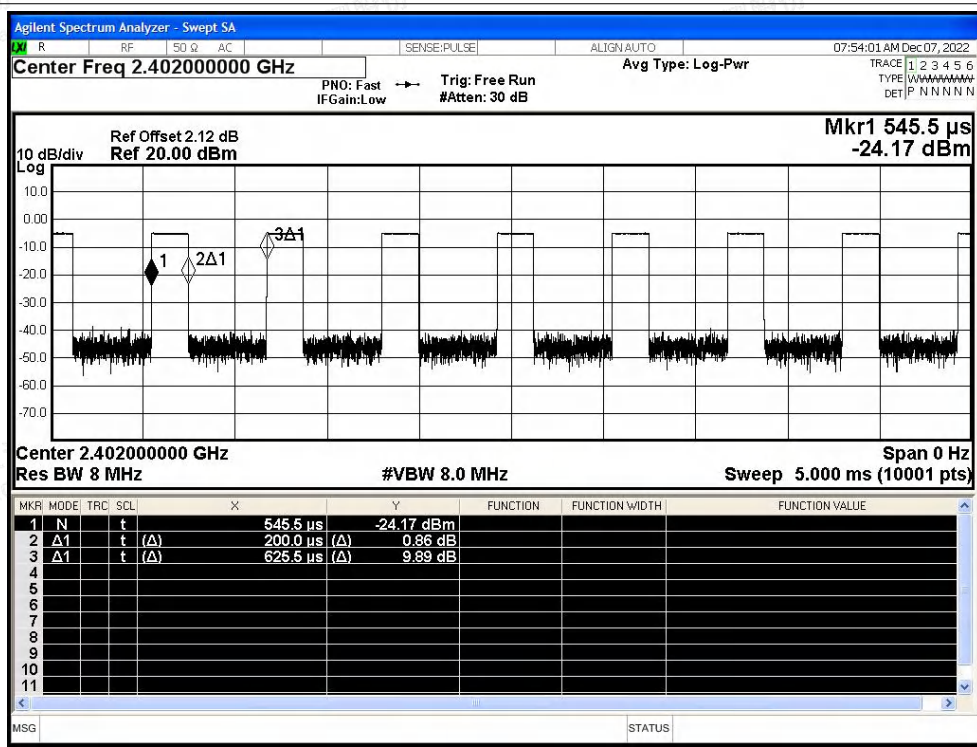 Agilent Spectrum Analyzer - Swept SA
LXI R RF 50 Ω AC SENSE:PULSE ALIGN AUTO 07:54:01 AM Dec 07, 2022
Center Freq 2.402000000 GHz
PNO: Fast
IFGain:Low
Trig: Free Run
#Atten: 30 dB
Avg Type: Log-Pwr
TRACE 1 2 3 4 5 6
TYPE WWWWWW
DET P N N N N N
Mkr1 545.5 µs
-24.17 dBm
Ref Offset 2.12 dB
10 dB/div Ref 20.00 dBm
Log
10.0
0.00
-10.0
-20.0
-30.0
-40.0
-50.0
-60.0
-70.0
1
2Δ1
3Δ1
Center 2.402000000 GHz Span 0 Hz
Res BW 8 MHz #VBW 8.0 MHz Sweep 5.000 ms (10001 pts)
MKR MODE TRC SCL X Y FUNCTION FUNCTION WIDTH FUNCTION VALUE
1 N t 545.5 µs -24.17 dBm
2 Δ1 t (Δ) 200.0 µs (Δ) 0.86 dB
3 Δ1 t (Δ) 625.5 µs (Δ) 9.89 dB
4
5
6
7
8
9
10
11
MSG STATUS